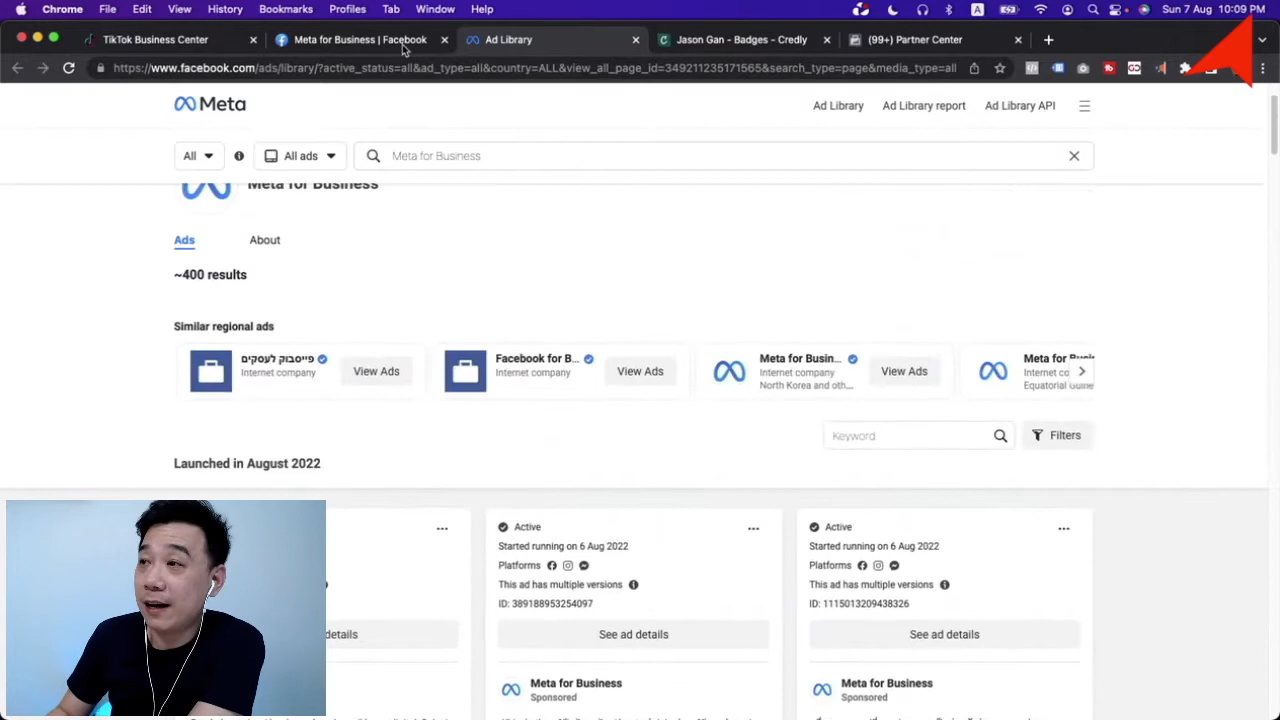 Chrome File Edit View History Bookmarks Profiles Tab Window Help A Sun 7 Aug 10:09 PM
TikTok Business Center Meta for Business | Facebook Ad Library Jason Gan - Badges - Credly (99+) Partner Center
https://www.facebook.com/ads/library/?active_status=all&ad_type=all&country=ALL&view_all_page_id=349211235171565&search_type=page&media_type=all
Meta Ad Library Ad Library report Ad Library API
All All ads Meta for Business
Meta for Business
Ads About
~400 results
Similar regional ads
פייסבוק לעסקים
Internet company
View Ads
Facebook for B...
Internet company
View Ads
Meta for Busin...
Internet company
North Korea and oth...
View Ads
Meta for Busin
Internet co
Equatorial Guine
Keyword Filters
Launched in August 2022
Active
Started running on 6 Aug 2022
Platforms
This ad has multiple versions
ID: 389188953254097
See ad details
Meta for Business
Sponsored
Active
Started running on 6 Aug 2022
Platforms
This ad has multiple versions
ID: 1115013209438326
See ad details
Meta for Business
Sponsored
details